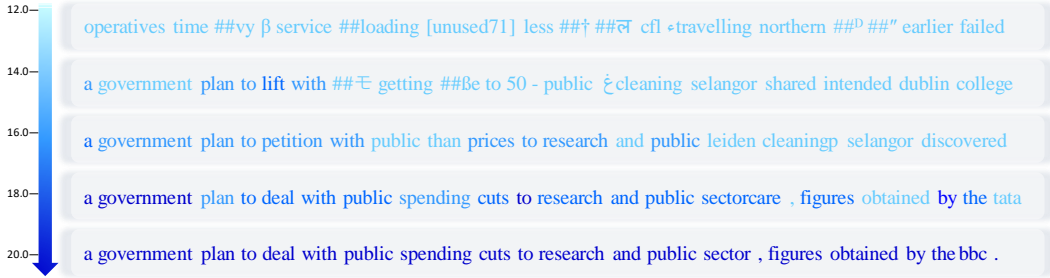 12.0
operatives time ##vy β service ##loading [unused71] less ##† ##ल cfl travelling northern ##ᴰ ##″ earlier failed
14.0
a government plan to lift with ##モ getting ##ße to 50 - public غ cleaning selangor shared intended dublin college
16.0
a government plan to petition with public than prices to research and public leiden cleaningp selangor discovered
18.0
a government plan to deal with public spending cuts to research and public sectorcare , figures obtained by the tata
20.0
a government plan to deal with public spending cuts to research and public sector , figures obtained by the bbc .